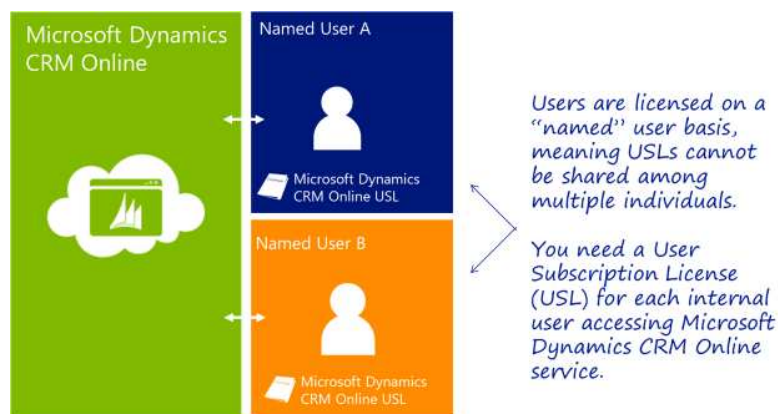 Microsoft Dynamics
CRM Online
Named User A
Microsoft Dynamics
CRM Online USL
Named User B
Microsoft Dynamics
CRM Online USL
Users are licensed on a
“named” user basis,
meaning USLs cannot
be shared among
multiple individuals.
You need a User
Subscription License
(USL) for each internal
user accessing Microsoft
Dynamics CRM Online
service.